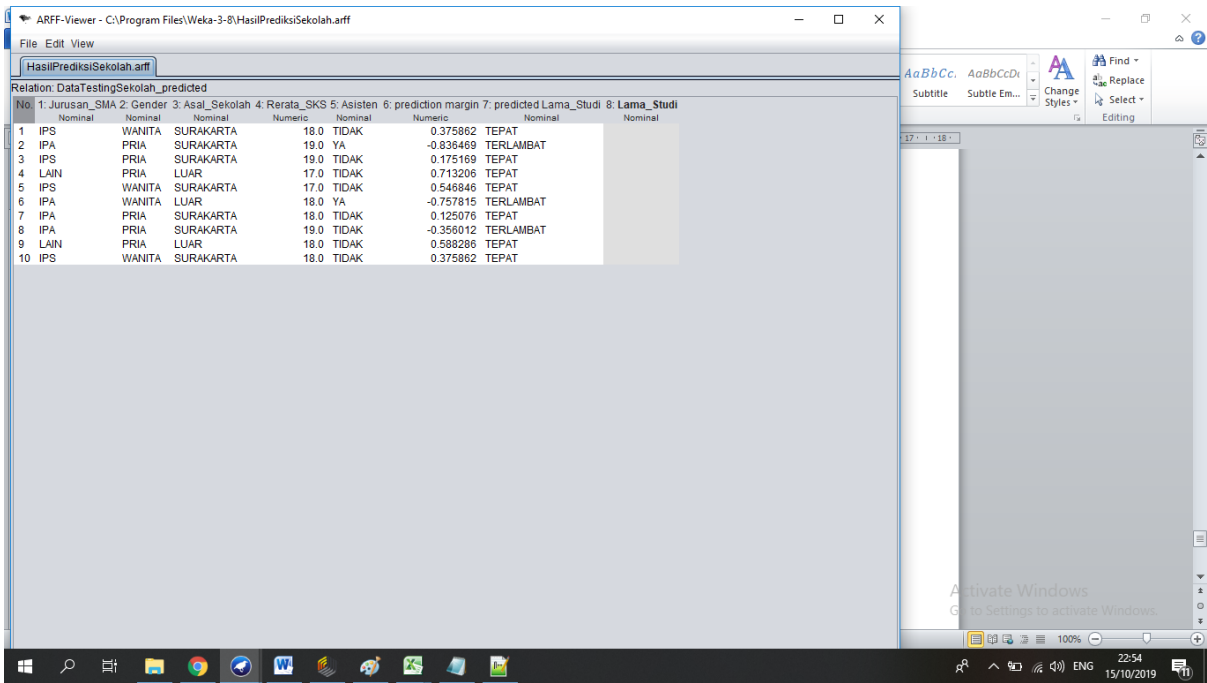 ARFF-Viewer - C:\Program Files\Weka-3-8\HasilPrediksiSekolah.arff
File Edit View
HasilPrediksiSekolah.arff
Relation: DataTestingSekolah_predicted
No. 1: Jurusan_SMA 2: Gender 3: Asal_Sekolah 4: Rerata_SKS 5: Asisten 6: prediction margin 7: predicted Lama_Studi 8: Lama_Studi
Nominal Nominal Nominal Numeric Nominal Numeric Nominal Nominal
1 IPS WANITA SURAKARTA 18.0 TIDAK 0.375862 TEPAT
2 IPA PRIA SURAKARTA 19.0 YA -0.836469 TERLAMBAT
3 IPS PRIA SURAKARTA 19.0 TIDAK 0.175169 TEPAT
4 LAIN PRIA LUAR 17.0 TIDAK 0.713206 TEPAT
5 IPS WANITA SURAKARTA 17.0 TIDAK 0.546846 TEPAT
6 IPA WANITA LUAR 18.0 YA -0.757815 TERLAMBAT
7 IPA PRIA SURAKARTA 18.0 TIDAK 0.125076 TEPAT
8 IPA PRIA SURAKARTA 19.0 TIDAK -0.356012 TERLAMBAT
9 LAIN PRIA LUAR 18.0 TIDAK 0.588286 TEPAT
10 IPS WANITA SURAKARTA 18.0 TIDAK 0.375862 TEPAT
AaBbCc. AaBbCcDı
Subtitle Subtle Em...
Change
Styles
Find
Replace
Select
Editing
17 18
Activate Windows
Go to Settings to activate Windows.
100%
ENG
22:54
15/10/2019
11